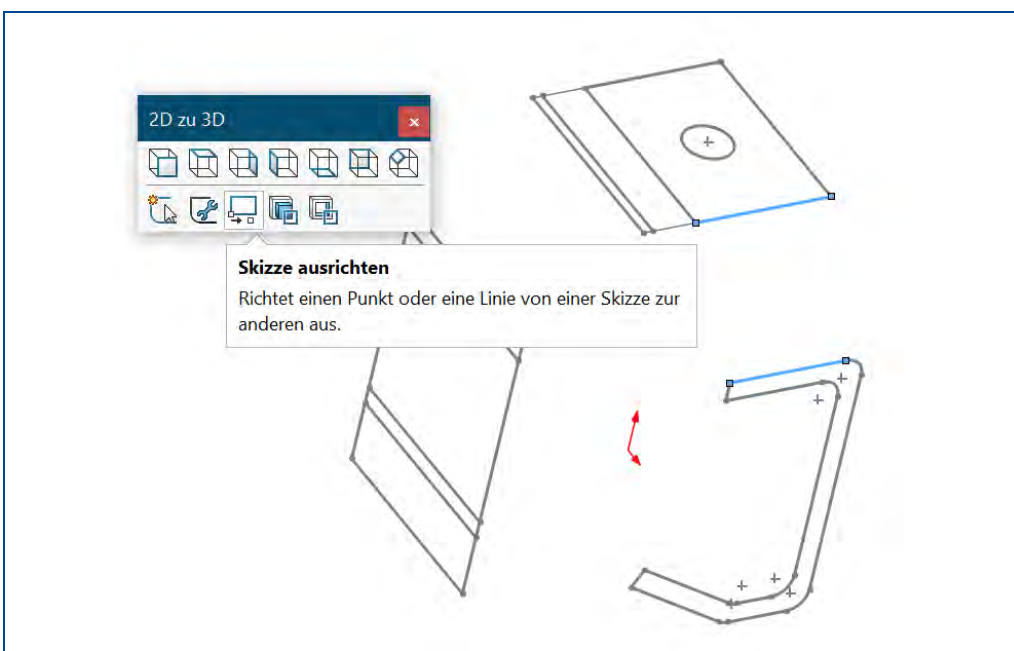 2D zu 3D
Skizze ausrichten
Richtet einen Punkt oder eine Linie von einer Skizze zur
anderen aus.